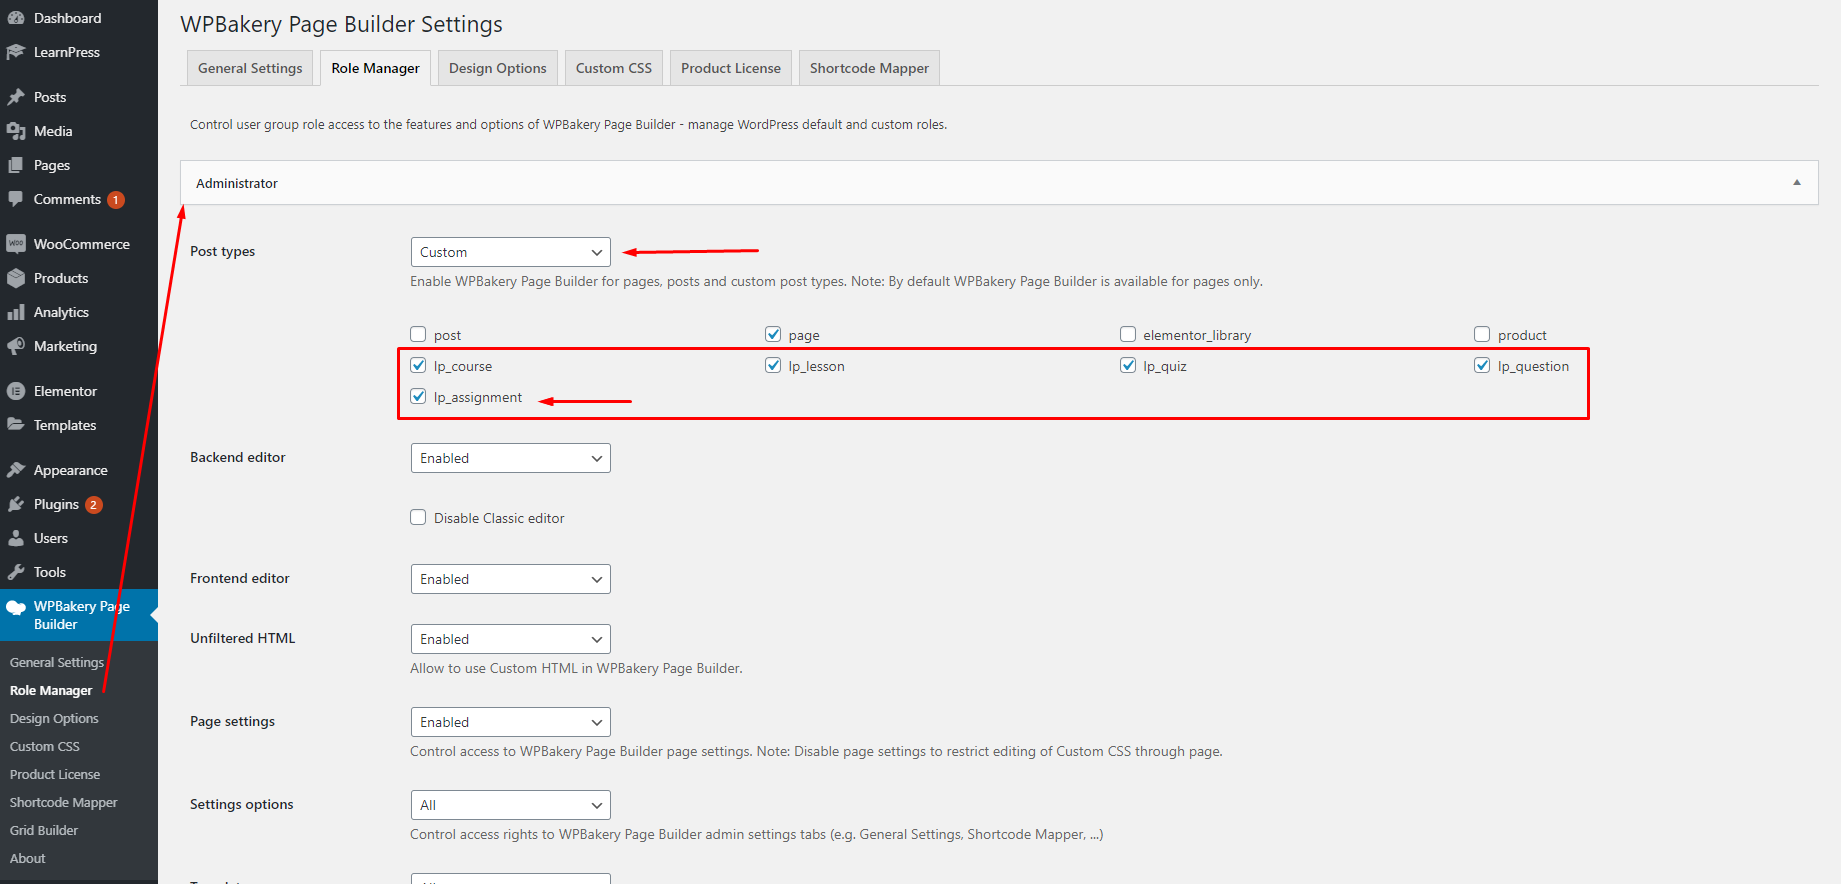 Dashboard
LearnPress
Posts
Media
Pages
Comments 1
WooCommerce
Products
Analytics
Marketing
Elementor
Templates
Appearance
Plugins 2
Users
Tools
WPBakery Page
Builder
General Settings
Role Manager
Design Options
Custom CSS
Product License
Shortcode Mapper
Grid Builder
About
WPBakery Page Builder Settings
General Settings Role Manager Design Options Custom CSS Product License Shortcode Mapper
Control user group role access to the features and options of WPBakery Page Builder - manage WordPress default and custom roles.
Administrator
Post types Custom
Enable WPBakery Page Builder for pages, posts and custom post types. Note: By default WPBakery Page Builder is available for pages only.
post page elementor_library product
lp_course lp_lesson lp_quiz lp_question
lp_assignment
Backend editor Enabled
Disable Classic editor
Frontend editor Enabled
Unfiltered HTML Enabled
Allow to use Custom HTML in WPBakery Page Builder.
Page settings Enabled
Control access to WPBakery Page Builder page settings. Note: Disable page settings to restrict editing of Custom CSS through page.
Settings options All
Control access rights to WPBakery Page Builder admin settings tabs (e.g. General Settings, Shortcode Mapper, ...)